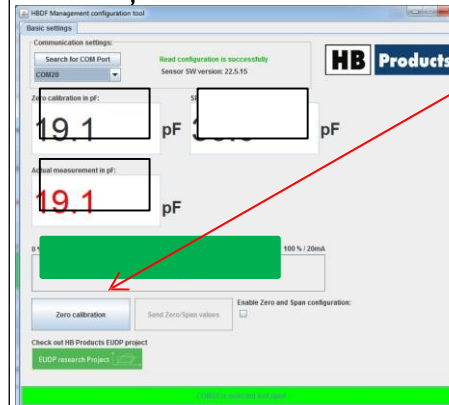 HBDF Management configuration tool
Basic settings
Communication settings:
Search for COM Port
COM20
Read configuration is successfully
Sensor SW version: 22.5.15
HB Products
Zero calibration in pF:
19.1 pF
pF
Actual measurement in pF:
19.1 pF
100 % / 20mA
Zero calibration
Send Zero/Span values
Enable Zero and Span configuration:
Check out HB Products EUDP project
EUDP research Project